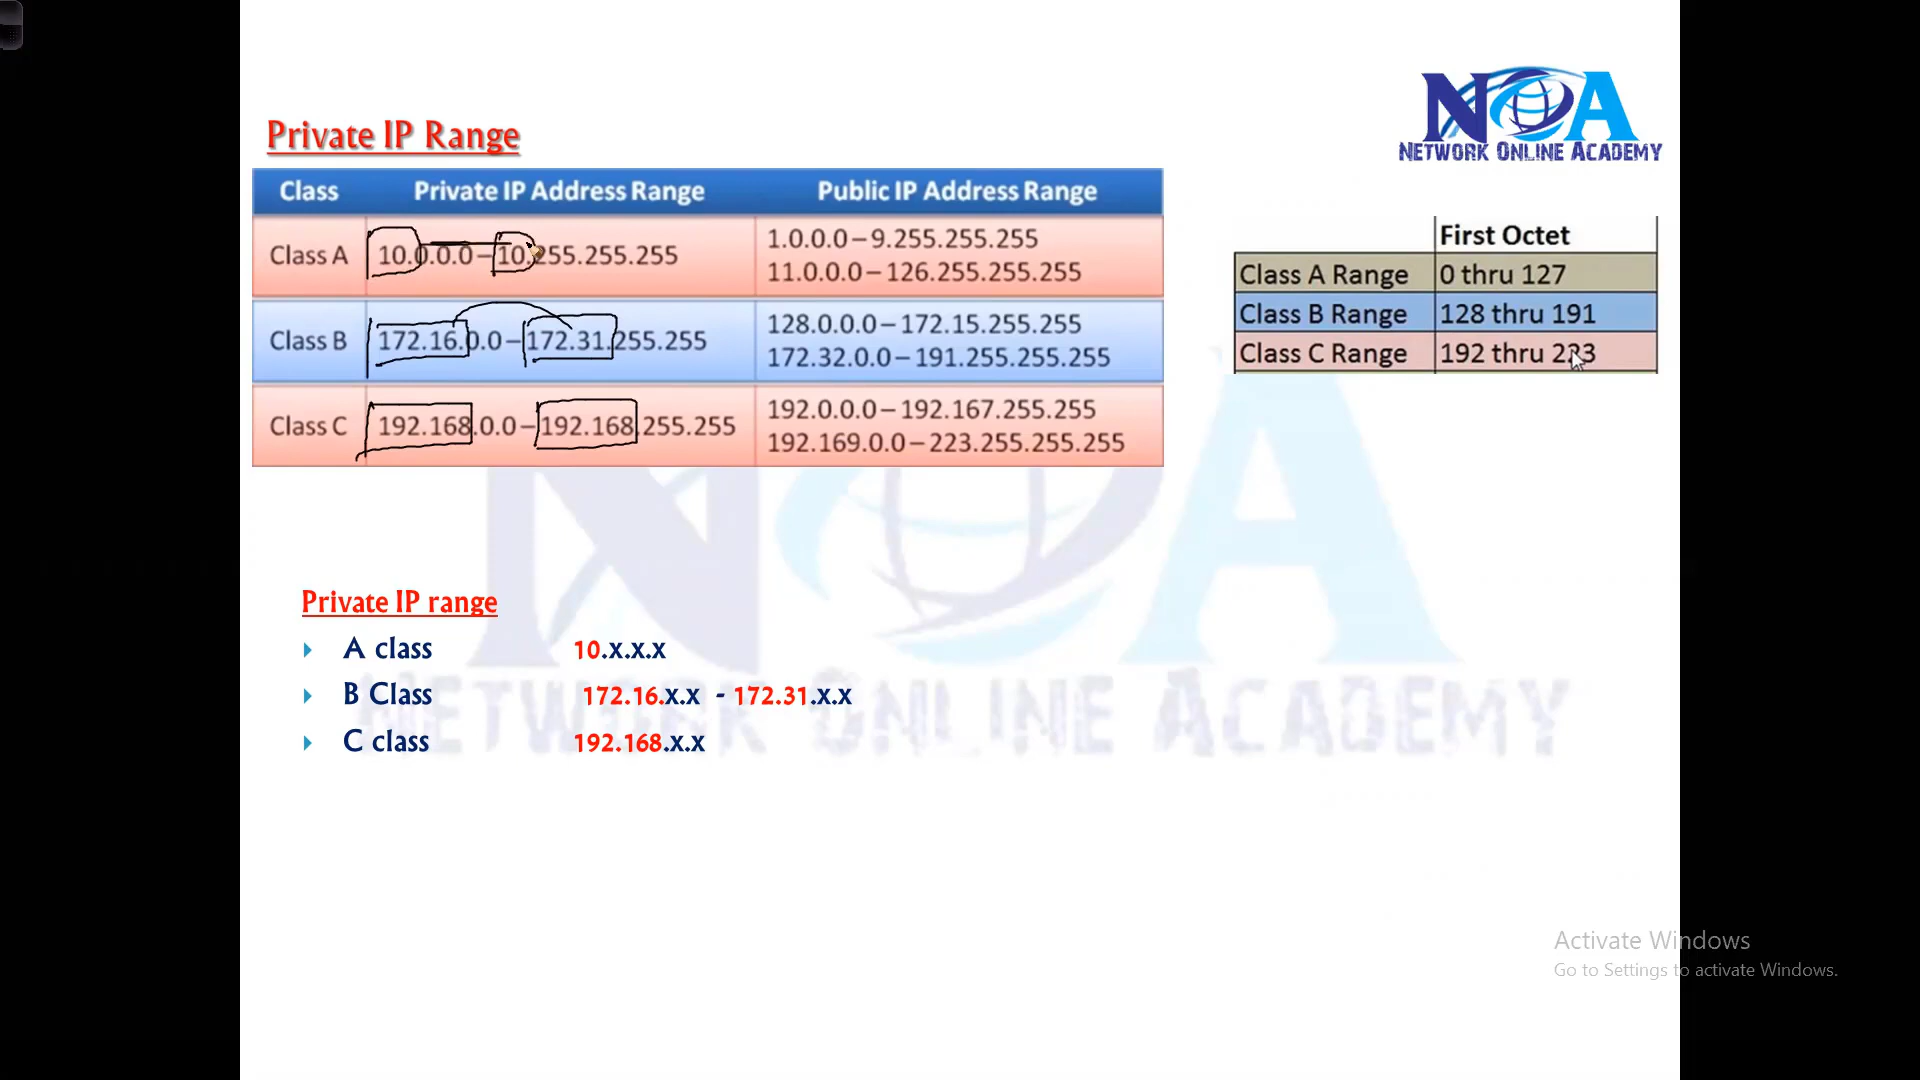 NOA
NETWORK ONLINE ACADEMY
Private IP Range
Class Private IP Address Range Public IP Address Range
Class A 10.0.0.0 – 10.255.255.255 1.0.0.0 – 9.255.255.255
11.0.0.0 – 126.255.255.255
Class B 172.16.0.0 – 172.31.255.255 128.0.0.0 – 172.15.255.255
172.32.0.0 – 191.255.255.255
Class C 192.168.0.0 – 192.168.255.255 192.0.0.0 – 192.167.255.255
192.169.0.0 – 223.255.255.255
First Octet
Class A Range 0 thru 127
Class B Range 128 thru 191
Class C Range 192 thru 223
Private IP range
A class 10.x.x.x
B Class 172.16.x.x - 172.31.x.x
C class 192.168.x.x
NOA
NETWORK ONLINE ACADEMY
Activate Windows
Go to Settings to activate Windows.